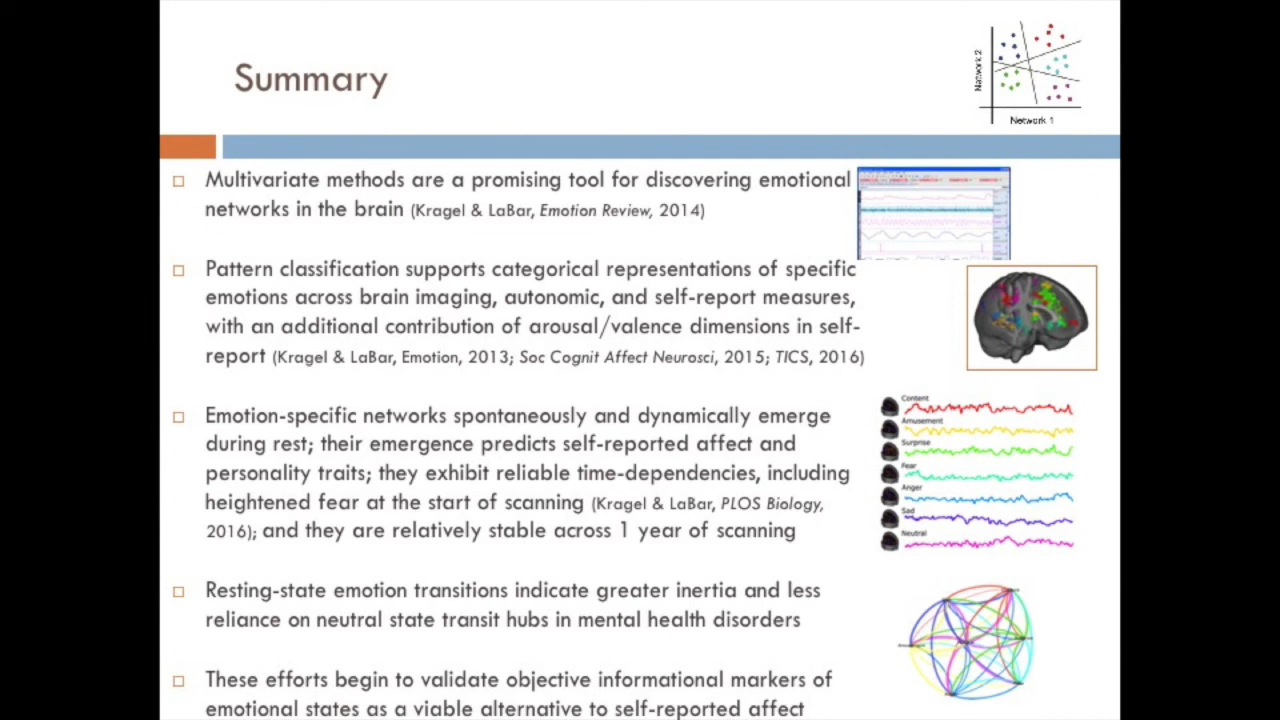 Summary
Network 2
Network 1
Multivariate methods are a promising tool for discovering emotional
networks in the brain (Kragel & LaBar, Emotion Review, 2014)
Pattern classification supports categorical representations of specific
emotions across brain imaging, autonomic, and self-report measures,
with an additional contribution of arousal/valence dimensions in self-
report (Kragel & LaBar, Emotion, 2013; Soc Cognit Affect Neurosci, 2015; TICS, 2016)
Emotion-specific networks spontaneously and dynamically emerge
during rest; their emergence predicts self-reported affect and
personality traits; they exhibit reliable time-dependencies, including
heightened fear at the start of scanning (Kragel & LaBar, PLOS Biology,
2016); and they are relatively stable across 1 year of scanning
Content
Amusement
Surprise
Fear
Anger
Sad
Neutral
Resting-state emotion transitions indicate greater inertia and less
reliance on neutral state transit hubs in mental health disorders
These efforts begin to validate objective informational markers of
emotional states as a viable alternative to self-reported affect